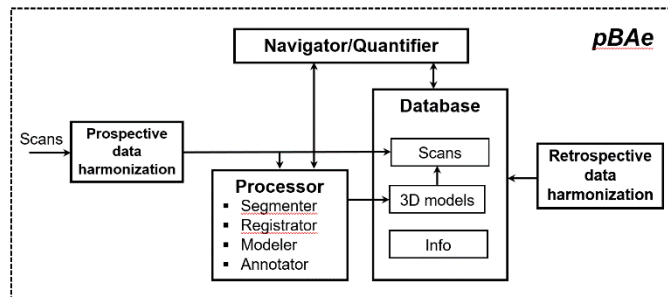 Navigator/Quantifier
pBAe
Database
Scans
Prospective
data
harmonization
Scans
Retrospective
data
harmonization
Processor
▪ Segmenter
▪ Registrator
▪ Modeler
▪ Annotator
3D models
Info